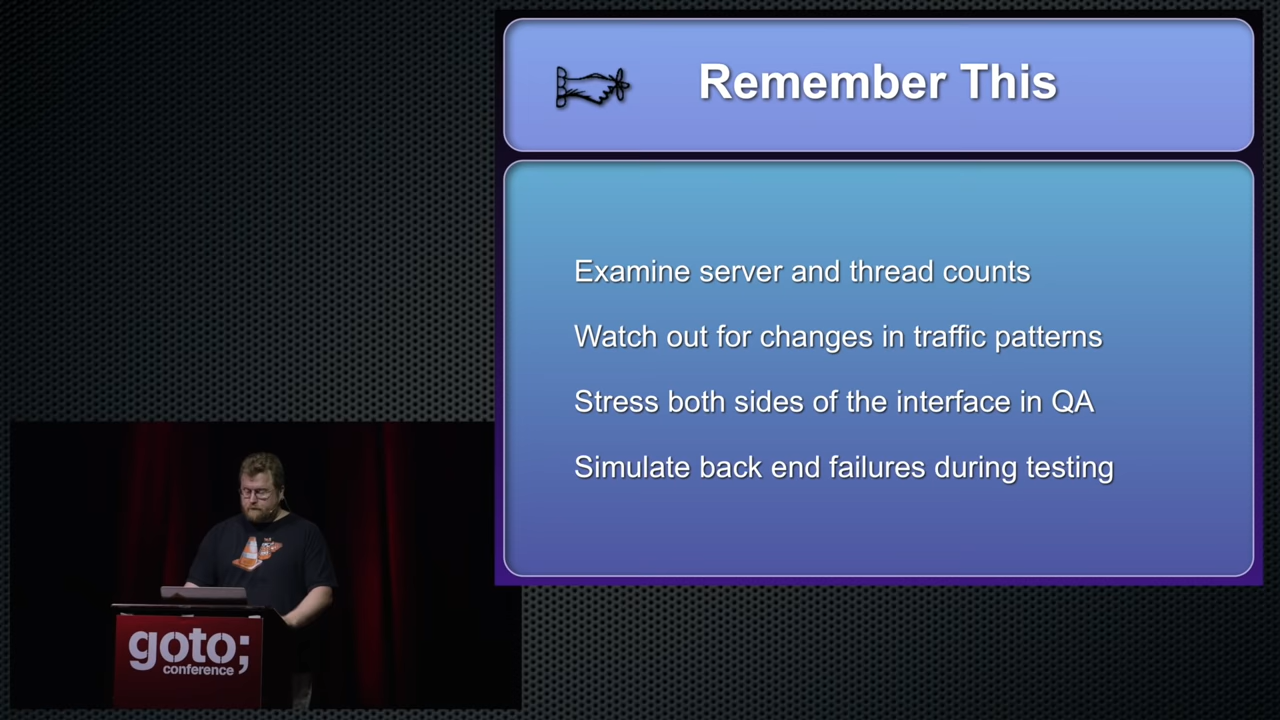 Remember This
Examine server and thread counts
Watch out for changes in traffic patterns
Stress both sides of the interface in QA
Simulate back end failures during testing
goto;
conference